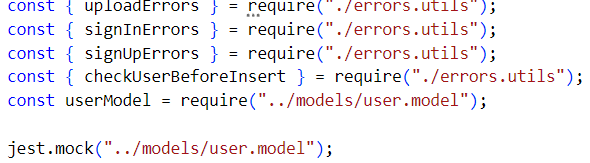 const { uploadErrors } = require("./errors.utils");
const { signInErrors } = require("./errors.utils");
const { signUpErrors } = require("./errors.utils");
const { checkUserBeforeInsert } = require("./errors.utils");
const userModel = require("../models/user.model");
jest.mock("../models/user.model");